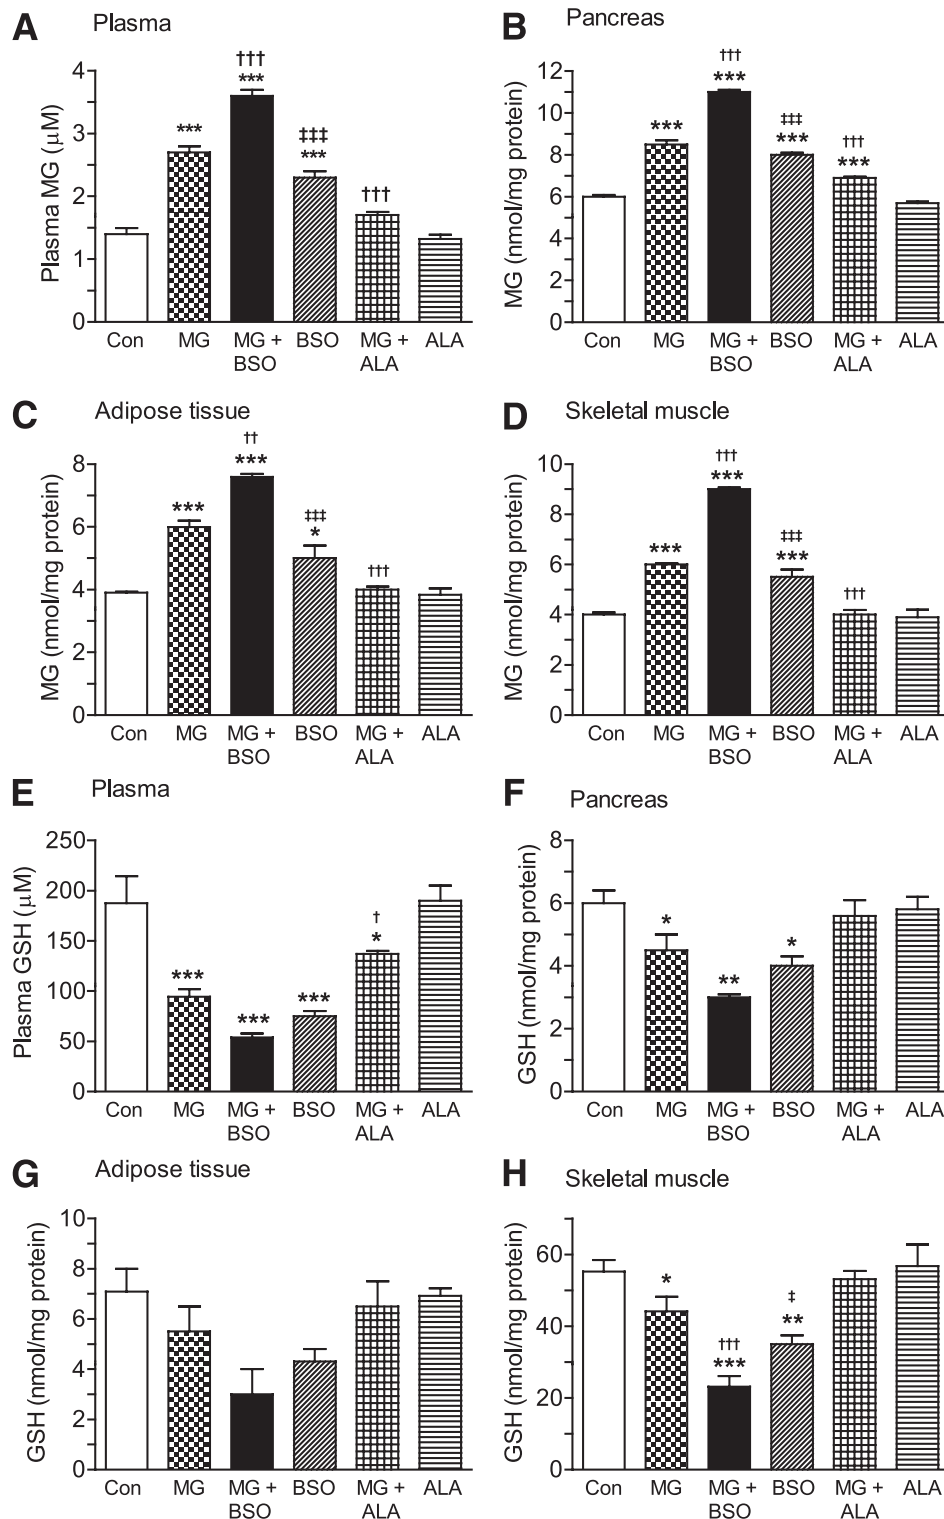 A Plasma
Plasma MG (μM)
4
3
2
1
0
***
†††
***
‡‡‡
***
†††
Con MG MG + BSO MG + ALA
BSO ALA
B Pancreas
MG (nmol/mg protein)
12
10
8
6
4
2
0
***
†††
***
‡‡‡
***
†††
***
Con MG MG + BSO MG + ALA
BSO ALA
C Adipose tissue
MG (nmol/mg protein)
8
6
4
2
0
***
††
***
‡‡‡
*
†††
Con MG MG + BSO MG + ALA
BSO ALA
D Skeletal muscle
MG (nmol/mg protein)
10
8
6
4
2
0
***
†††
***
‡‡‡
***
†††
Con MG MG + BSO MG + ALA
BSO ALA
E Plasma
Plasma GSH (μM)
250
200
150
100
50
0
***
***
***
†
*
Con MG MG + BSO MG + ALA
BSO ALA
F Pancreas
GSH (nmol/mg protein)
8
6
4
2
0
*
**
*
Con MG MG + BSO MG + ALA
BSO ALA
G Adipose tissue
GSH (nmol/mg protein)
10
8
6
4
2
0
Con MG MG + BSO MG + ALA
BSO ALA
H Skeletal muscle
GSH (nmol/mg protein)
60
40
20
0
*
†††
***
‡
**
Con MG MG + BSO MG + ALA
BSO ALA